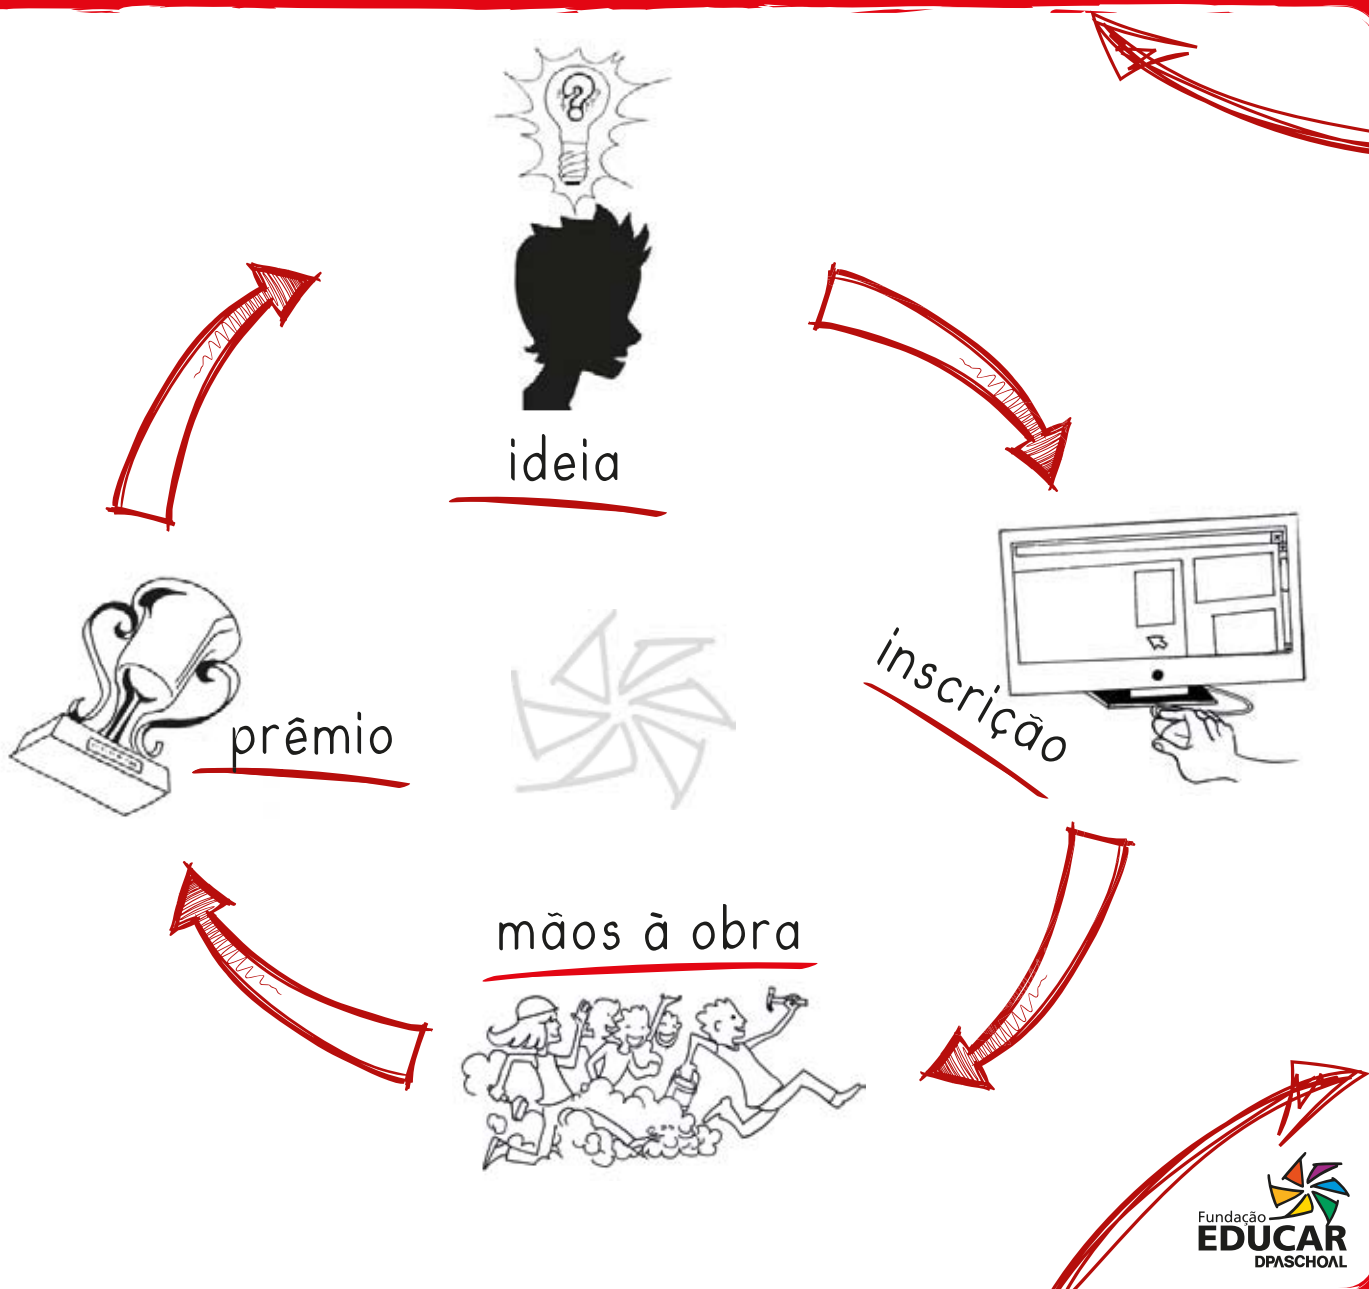 ideia
inscrição
prêmio
mãos à obra
Fundação
EDUCAR
DPASCHOAL